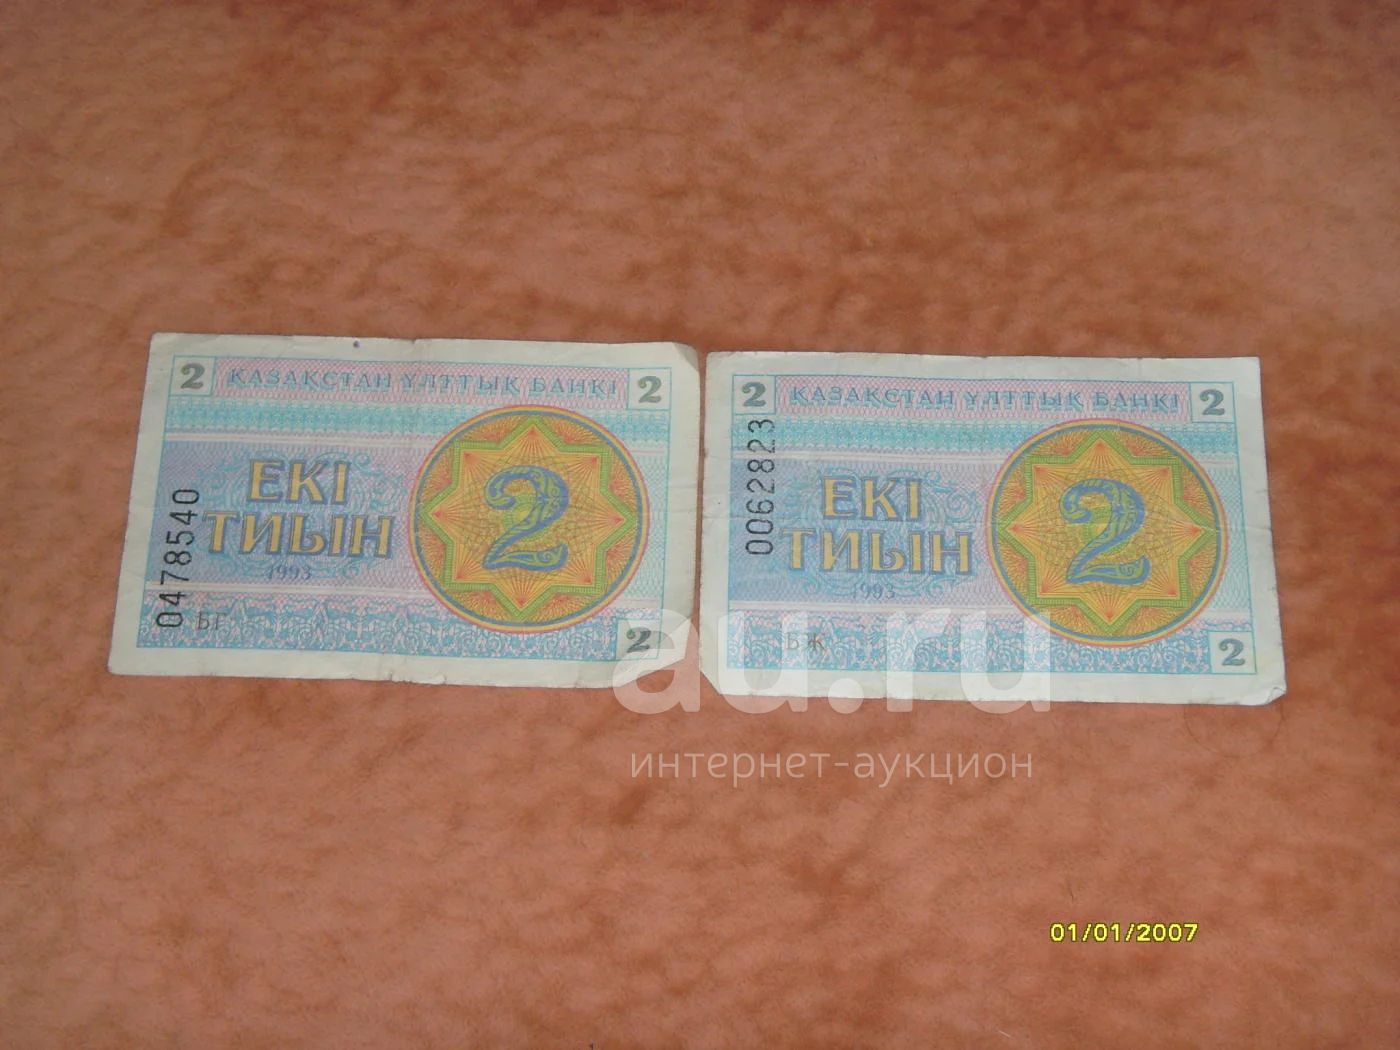 2 ҚАЗАҚСТАН ҰЛТТЫҚ БАНКІ 2
ЕКІ
ТИЫН
1993
2
0478540
БГ
2
2 ҚАЗАҚСТАН ҰЛТТЫҚ БАНКІ 2
ЕКІ
ТИЫН
1993
2
0062823
БЖ
2
au.ru
интернет-аукцион
01/01/2007